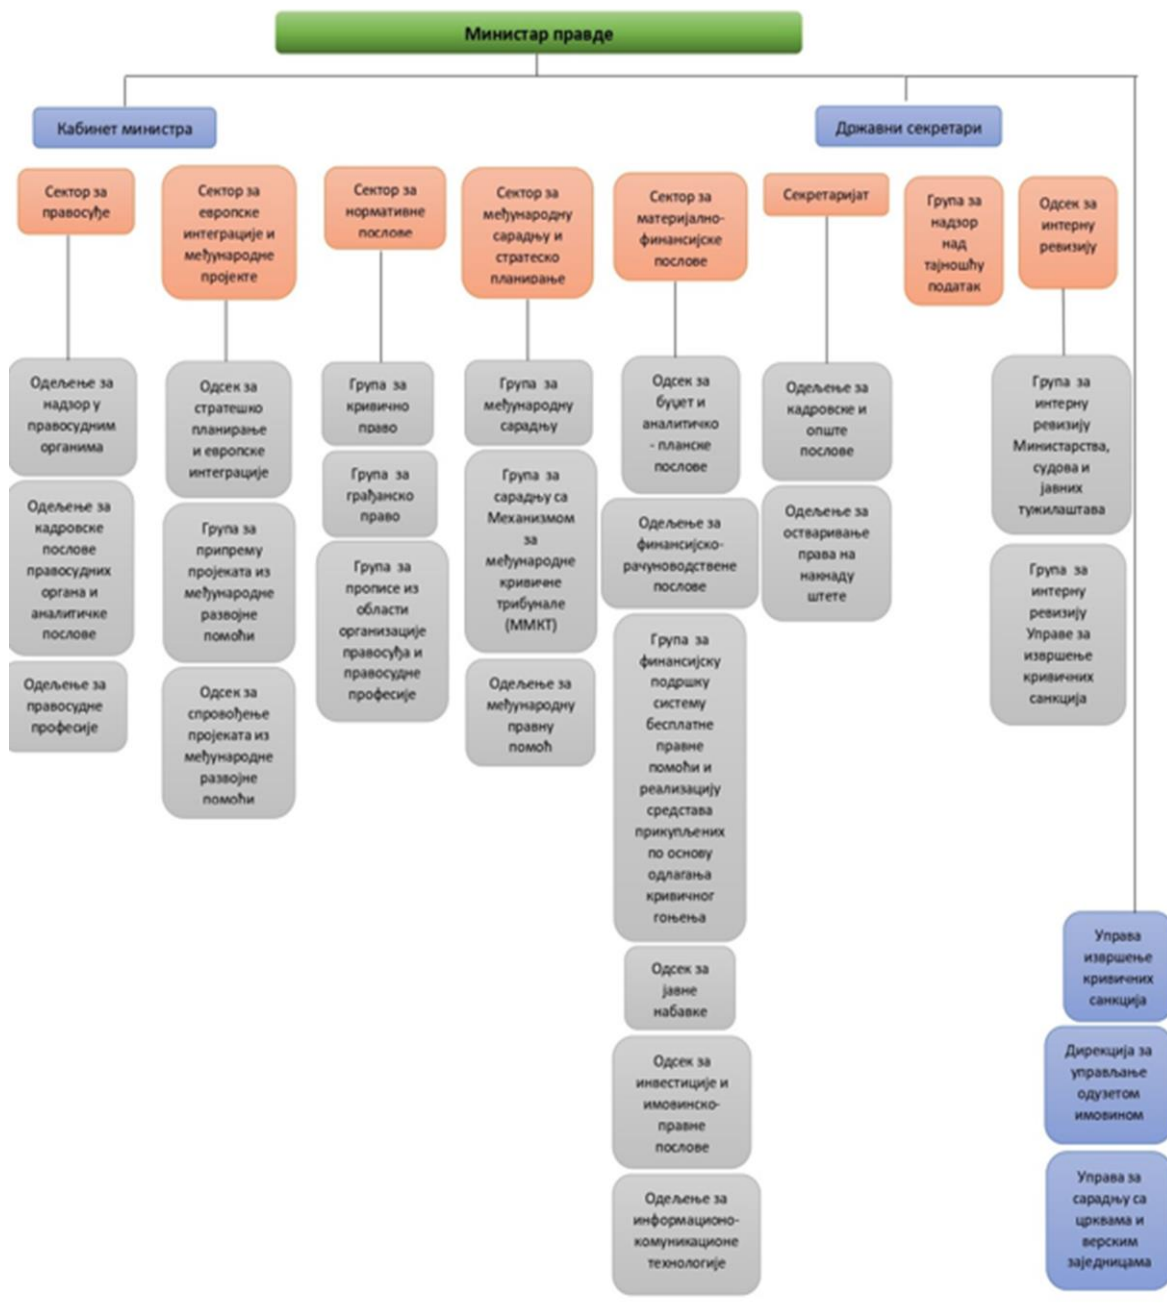 Министар правде
Кабинет министра
Државни секретари
Сектор за
правосуђе
Сектор за
европске
интеграције и
међународне
пројекте
Сектор за
нормативне
послове
Сектор за
међународну
сарадњу и
стратеско
планирање
Сектор за
материјално-
финансијске
послове
Секретаријат
Група за
надзор
над
тајношћу
податак
Одсек за
интерну
ревизију
Одељење за
надзор у
правосудним
органима
Одељење за
кадровске
послове
правосудних
органа и
аналитичке
послове
Одељење за
правосудне
професије
Одсек за
стратешко
планирање
и европске
интеграције
Група за
припрему
пројеката из
међународне
развојне
помоћи
Одсек за
спровођење
пројеката из
међународне
развојне
помоћи
Група за
кривично
право
Група за
грађанско
право
Група за
прописе из
области
организације
правосуђа и
правосудне
професије
Група за
међународну
сарадњу
Група за
сарадњу са
Механизмом
за
међународне
кривичне
трибунале
(ММКТ)
Одељење за
међународну
правну
помоћ
Одсек за
буџет и
аналитичко
- планске
послове
Одељење за
финансијско-
рачуноводствене
послове
Група за
финансијску
подршку
систему
бесплатне
правне
помоћи и
реализацију
средстава
прикупљених
по основу
одлагања
кривичног
гоњења
Одсек за
јавне
набавке
Одсек за
инвестиције и
имовинско-
правне
послове
Одељење за
информационо-
комуникационе
технологије
Одељење за
кадровске и
опште
послове
Одељење за
остваривање
права на
накнаду
штете
Група за
интерну
ревизију
Министарства,
судова и
јавних
тужилаштава
Група за
интерну
ревизију
Управе за
извршење
кривичних
санкција
Управа
извршење
кривичних
санкција
Дирекција за
управљање
одузетом
имовином
Управа за
сарадњу са
црквама и
верским
заједницама